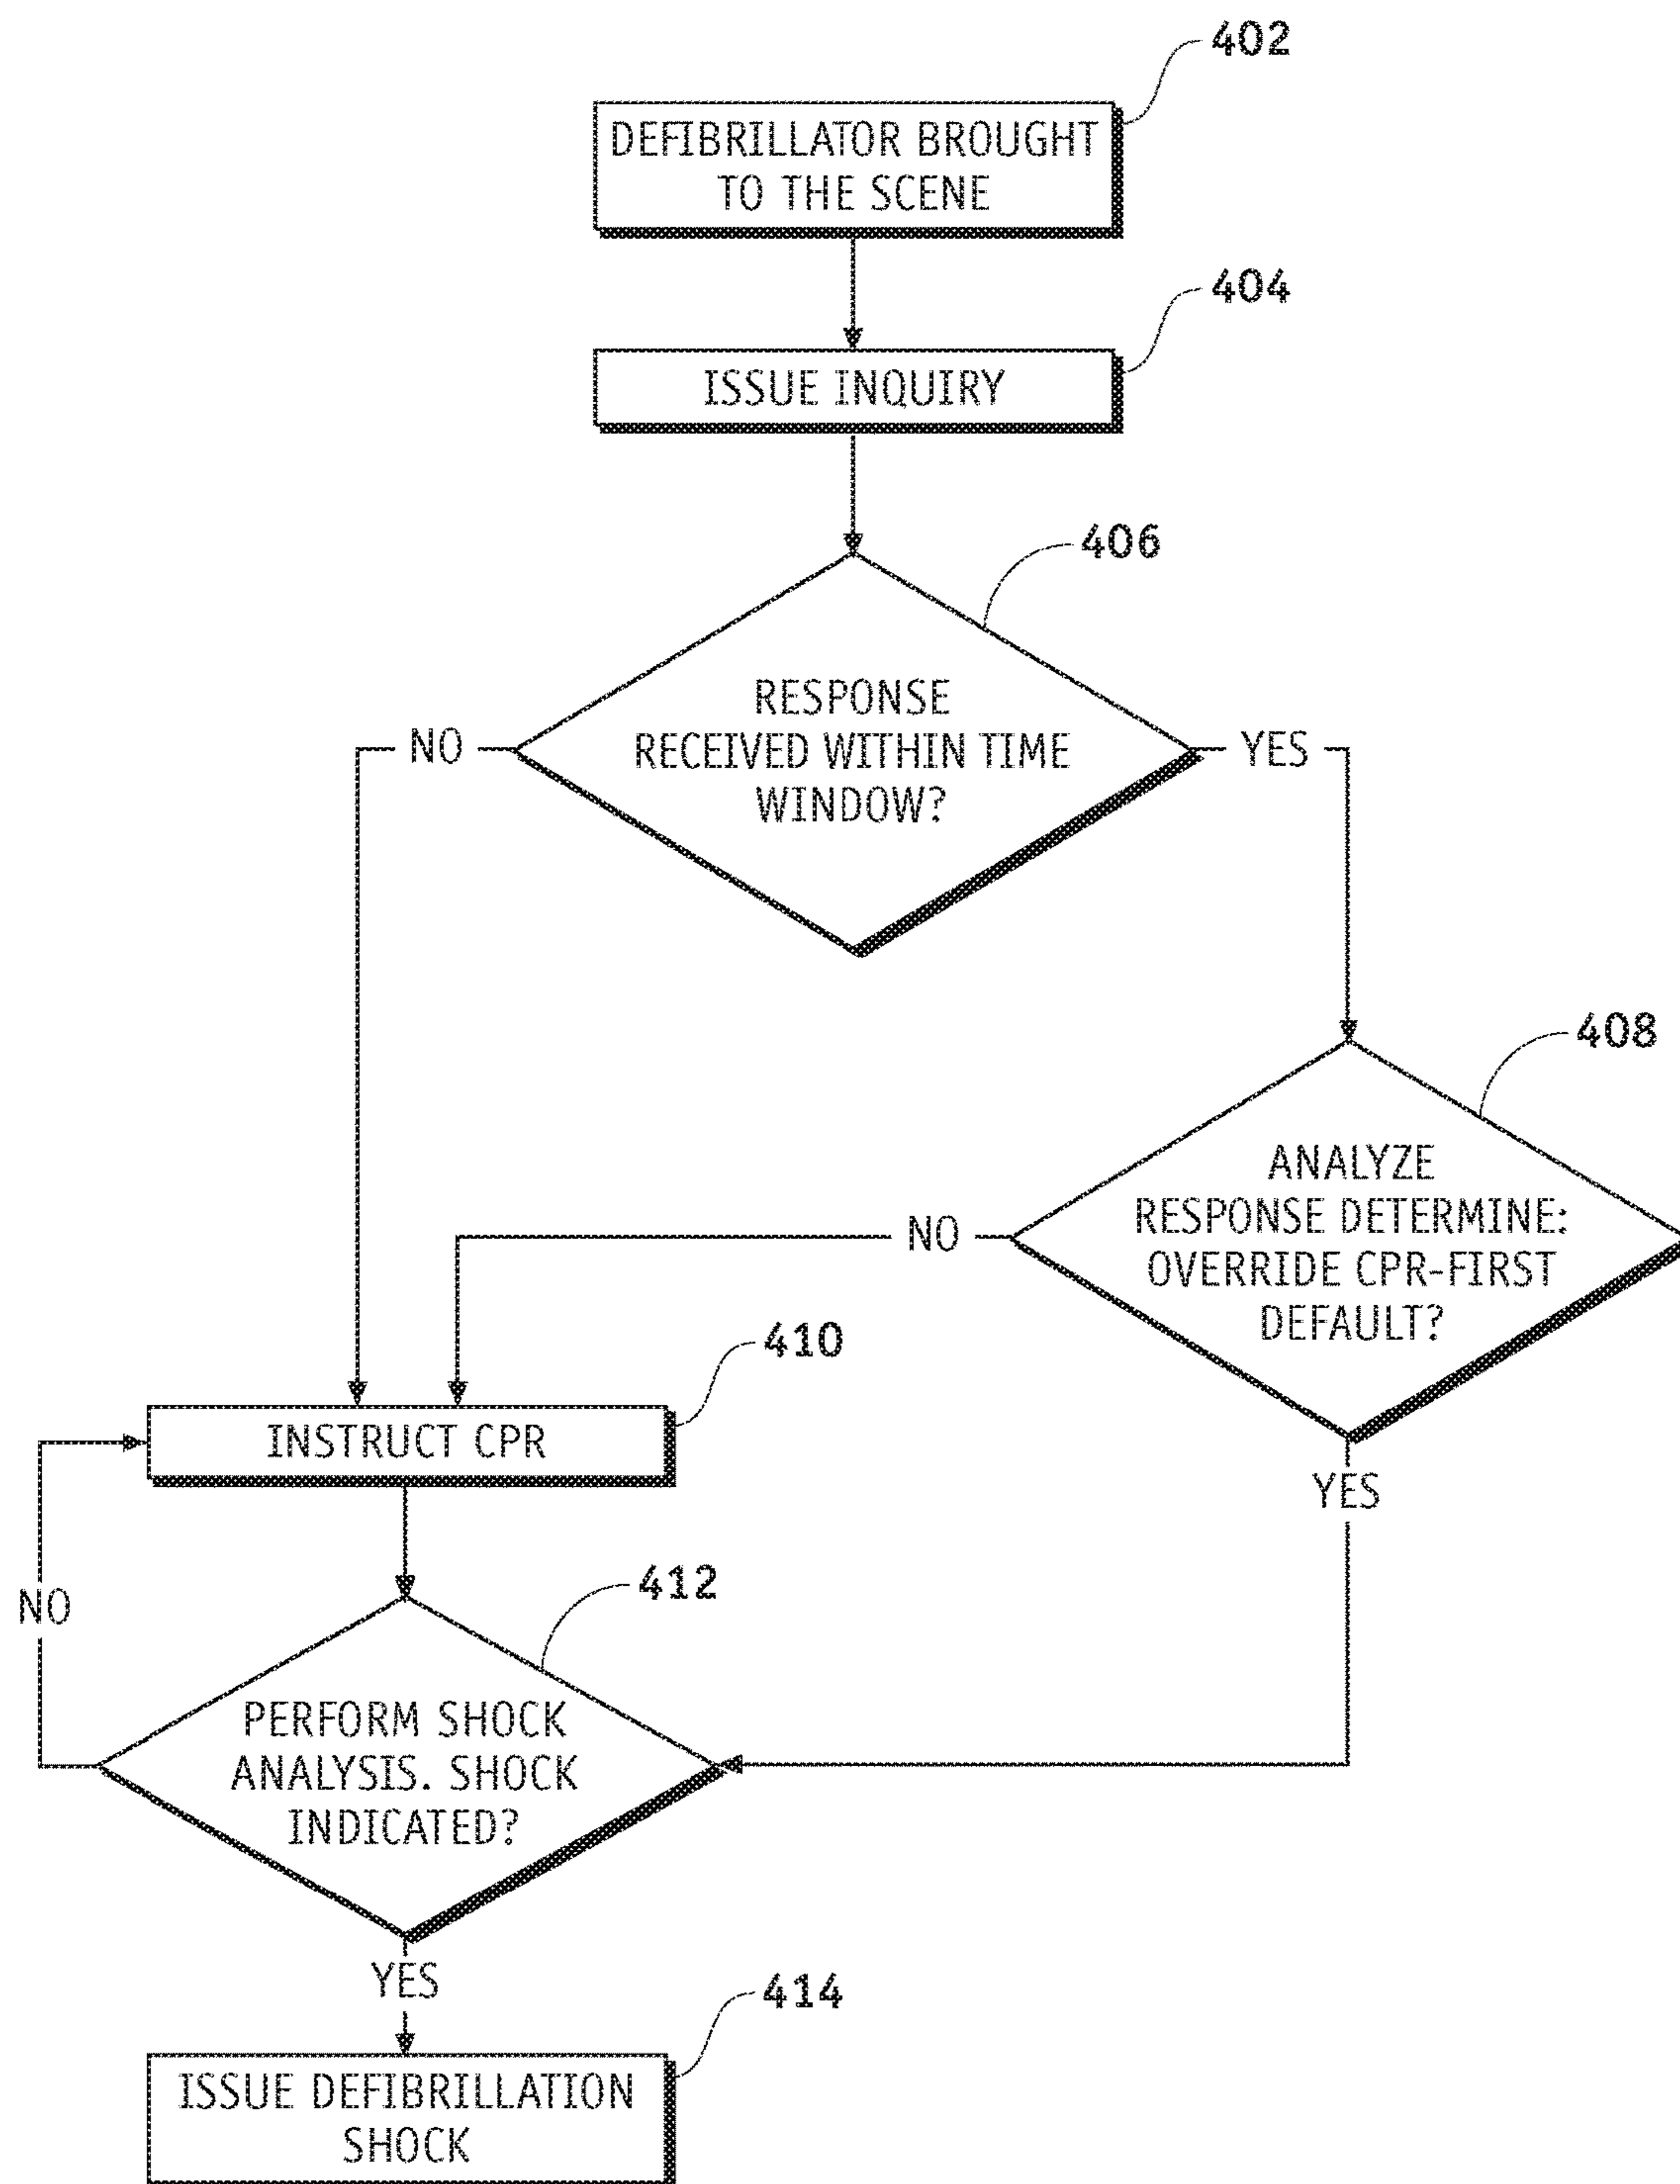 402
DEFIBRILLATOR BROUGHT
TO THE SCENE
404
ISSUE INQUIRY
406
RESPONSE
RECEIVED WITHIN TIME
WINDOW?
NO
YES
408
ANALYZE
RESPONSE DETERMINE:
OVERRIDE CPR-FIRST
DEFAULT?
NO
YES
410
INSTRUCT CPR
412
PERFORM SHOCK
ANALYSIS. SHOCK
INDICATED?
NO
YES
414
ISSUE DEFIBRILLATION
SHOCK